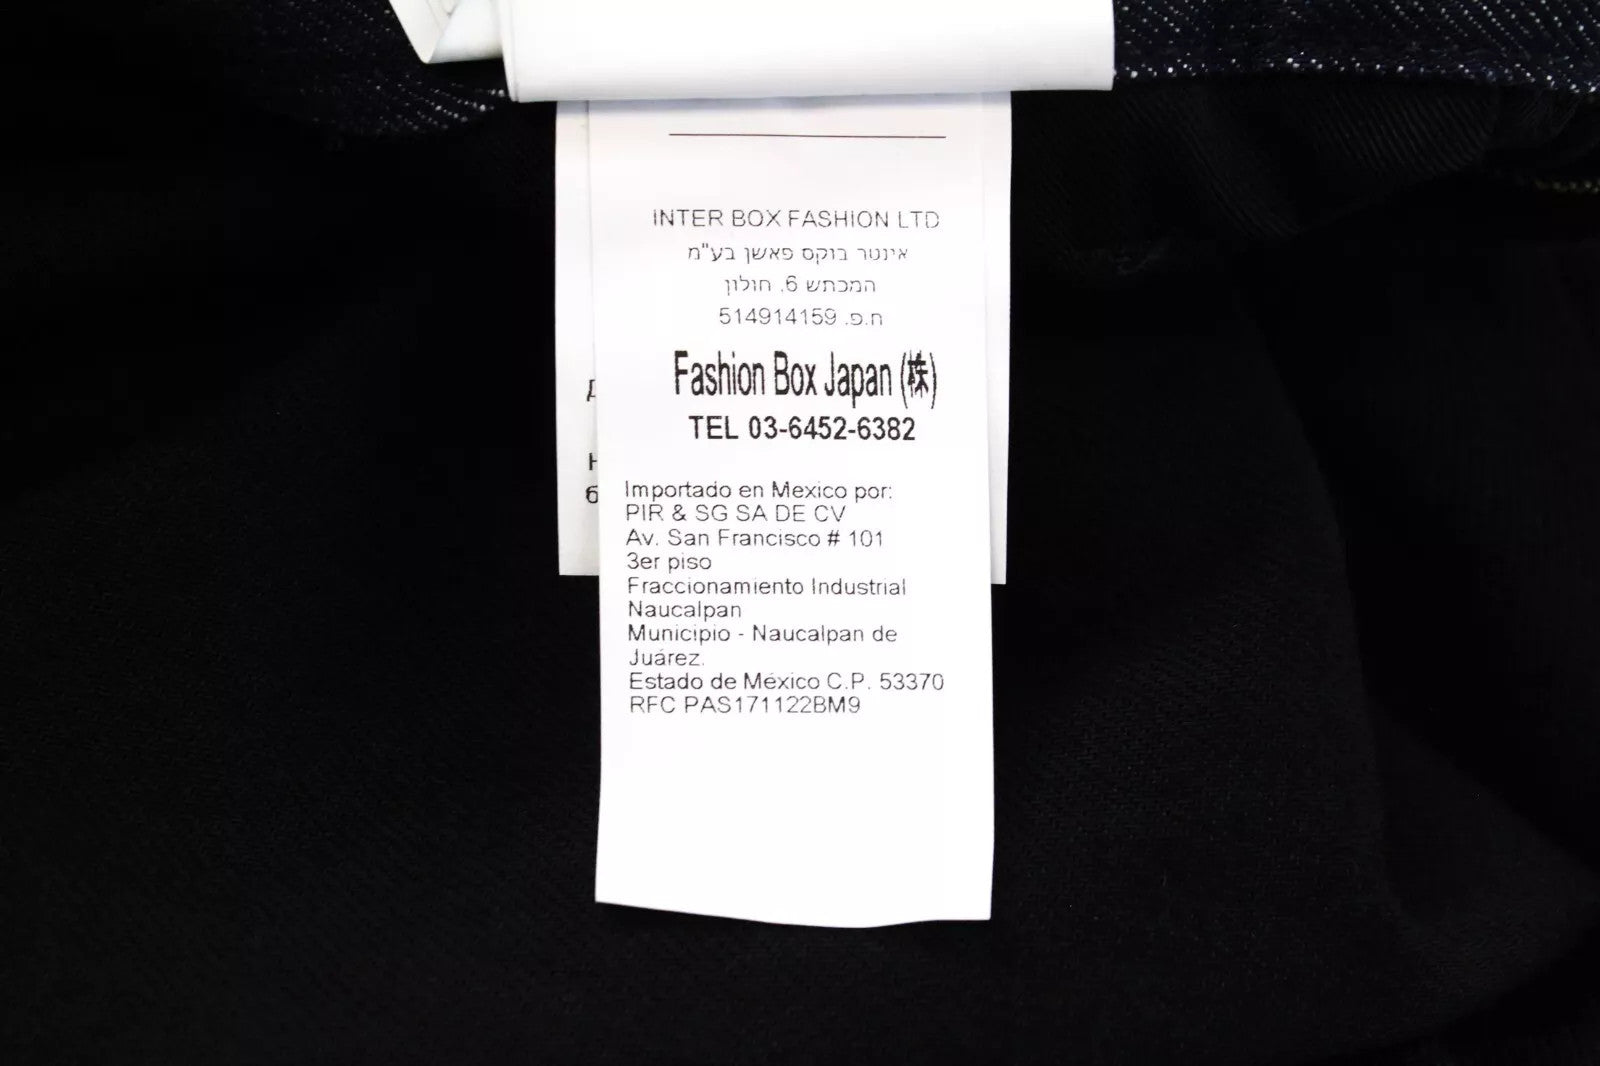 INTER BOX FASHION LTD
אינטר בוקס פאשן בע"מ
המכתש 6, חולון
ח.פ. 514914159
Fashion Box Japan (株)
TEL 03-6452-6382
Importado en Mexico por:
PIR & SG SA DE CV
Av. San Francisco # 101
3er piso
Fraccionamiento Industrial
Naucalpan
Municipio - Naucalpan de
Juárez.
Estado de México C.P. 53370
RFC PAS171122BM9